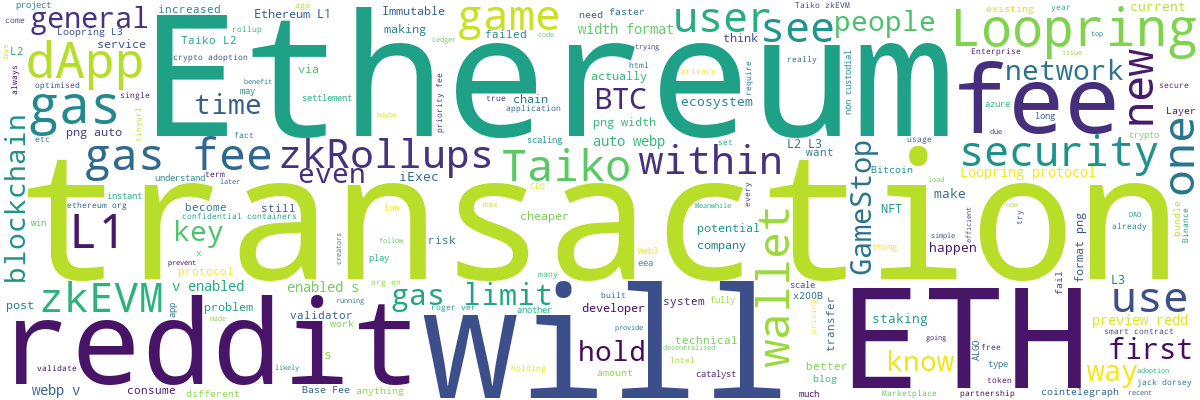 come
project
increased
Ethereum L1
ago
Immutable
game
user
see
people
Taiko zkEVM
existing
year
current
general
Loopring L3
rollup
making
failed
need
faster
width format
think
Loopring
top
bus
L2
service
Taiko L2
crypto adoption
via
html
trying
Ledger
code
really
Enterprise
issue
dApp
Ethereum
fee
network
new
always
optimised
single
benefit
may
settlement
actually
privacy
require
non custodial
azure
secure
gas
time
true
chain
application
BTC
ecosystem
long
Layer
one
png auto
tinyurl
priority fee
png width
due
crypto
etc
fact
scaling
auto webp
set
L2 L3
usage
blockchain
gas fee
zkRollups
Taiko
within
want
GameStop
Bitcoin
security
understand
term
later
even
iExec
CEO
every
load
make
Loopring protocol
instant
ethereum org
transaction
win
become
still
low
max
cheaper
Meanwhile
NFT
now
try
DAO
bundle
Binance
already
L1
key
confidential containers
creators
follow
risk
Web3
potential
company
wallet
happen
simple
efficient
format png
x
prevent
play
eea
many
thing
protocol
org en
scale
L3
fail
post
zkEVM
v enabled
enabled s
gas limit
built
system
fully
x200B
transfer
use
app
problem
running
roger ver
another
developer
pricing
staking
preview redd
smart contract
reddit
will
ETH
made
validator
work
provide
technical
going
ALGO
free
first
s
hold
decentralised
know
type
way
validate
likely
holding
Intel
better
token
adoption
webp v
consume
Base Fee
anything
amount
catalyst
blog
partnership
jack dorsey
different
much
Marketplace
cointelegraph
recent
maybe